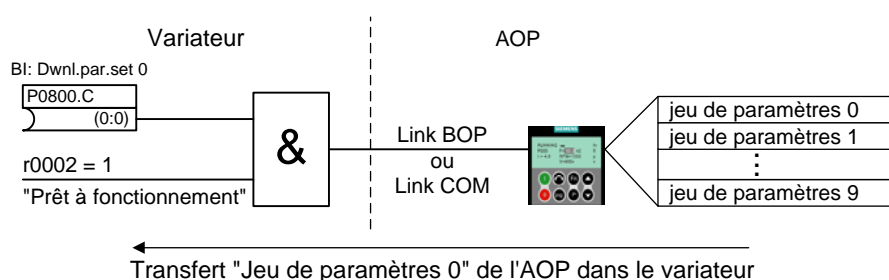 Variateur
AOP
BI: Dwnl.par.set 0
P0800.C
(0:0)
&
r0002 = 1
"Prêt à fonctionnement"
Link BOP
ou
Link COM
SIEMENS
RUNNING
jeu de paramètres 0
jeu de paramètres 1
jeu de paramètres 9
Transfert "Jeu de paramètres 0" de l'AOP dans le variateur